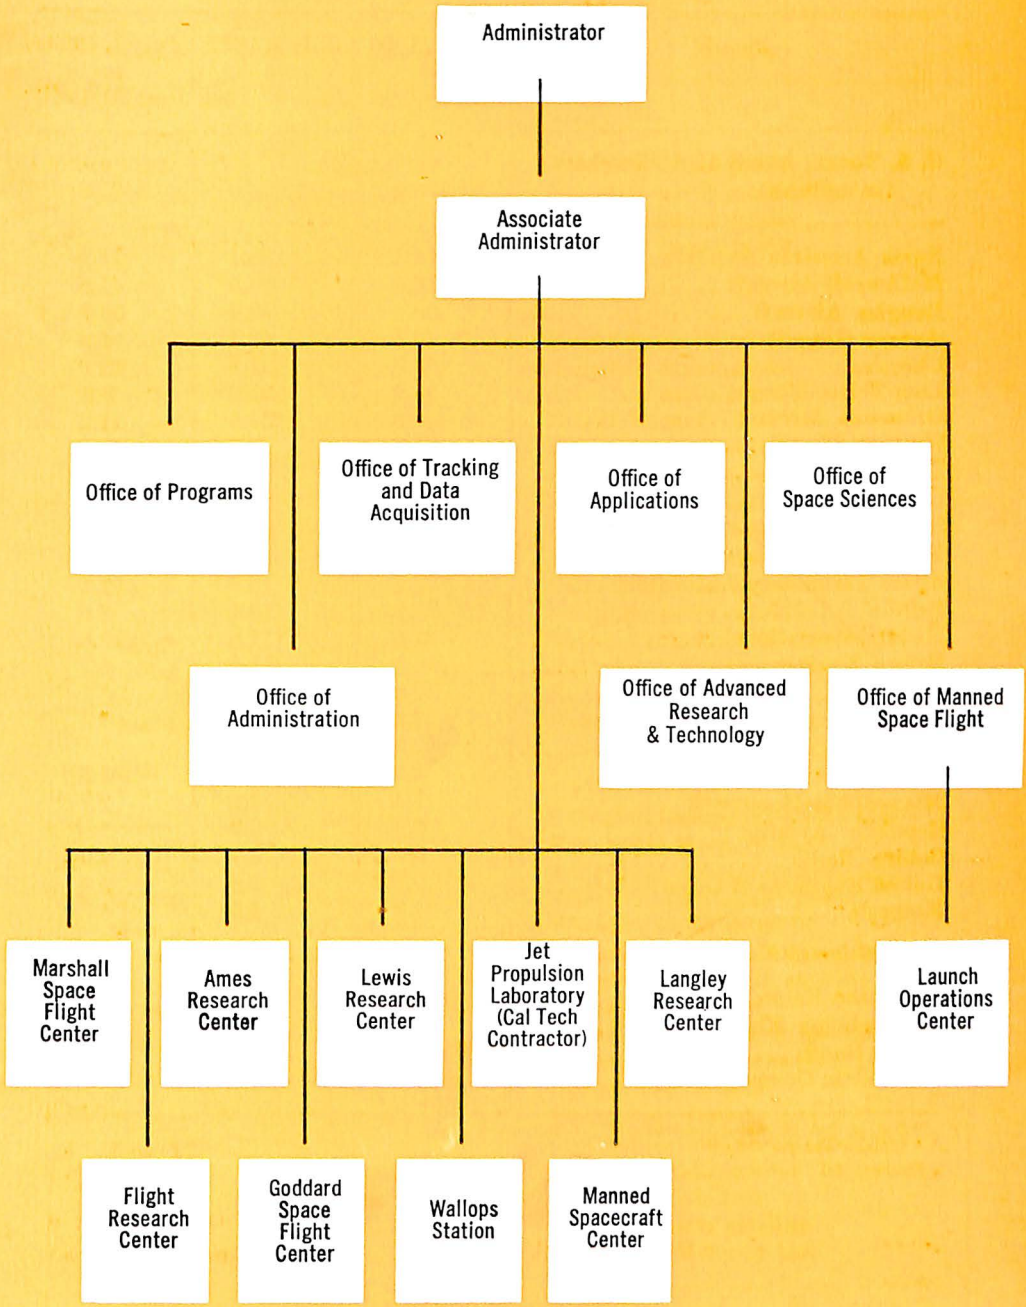 Administrator
Associate
Administrator
Office of Programs
Office of Tracking
and Data
Acquisition
Office of
Applications
Office of
Space Sciences
Office of
Administration
Office of Advanced
Research
& Technology
Office of Manned
Space Flight
Marshall
Space
Flight
Center
Ames
Research
Center
Lewis
Research
Center
Jet
Propulsion
Laboratory
(Cal Tech
Contractor)
Langley
Research
Center
Launch
Operations
Center
Flight
Research
Center
Goddard
Space
Flight
Center
Wallops
Station
Manned
Spacecraft
Center